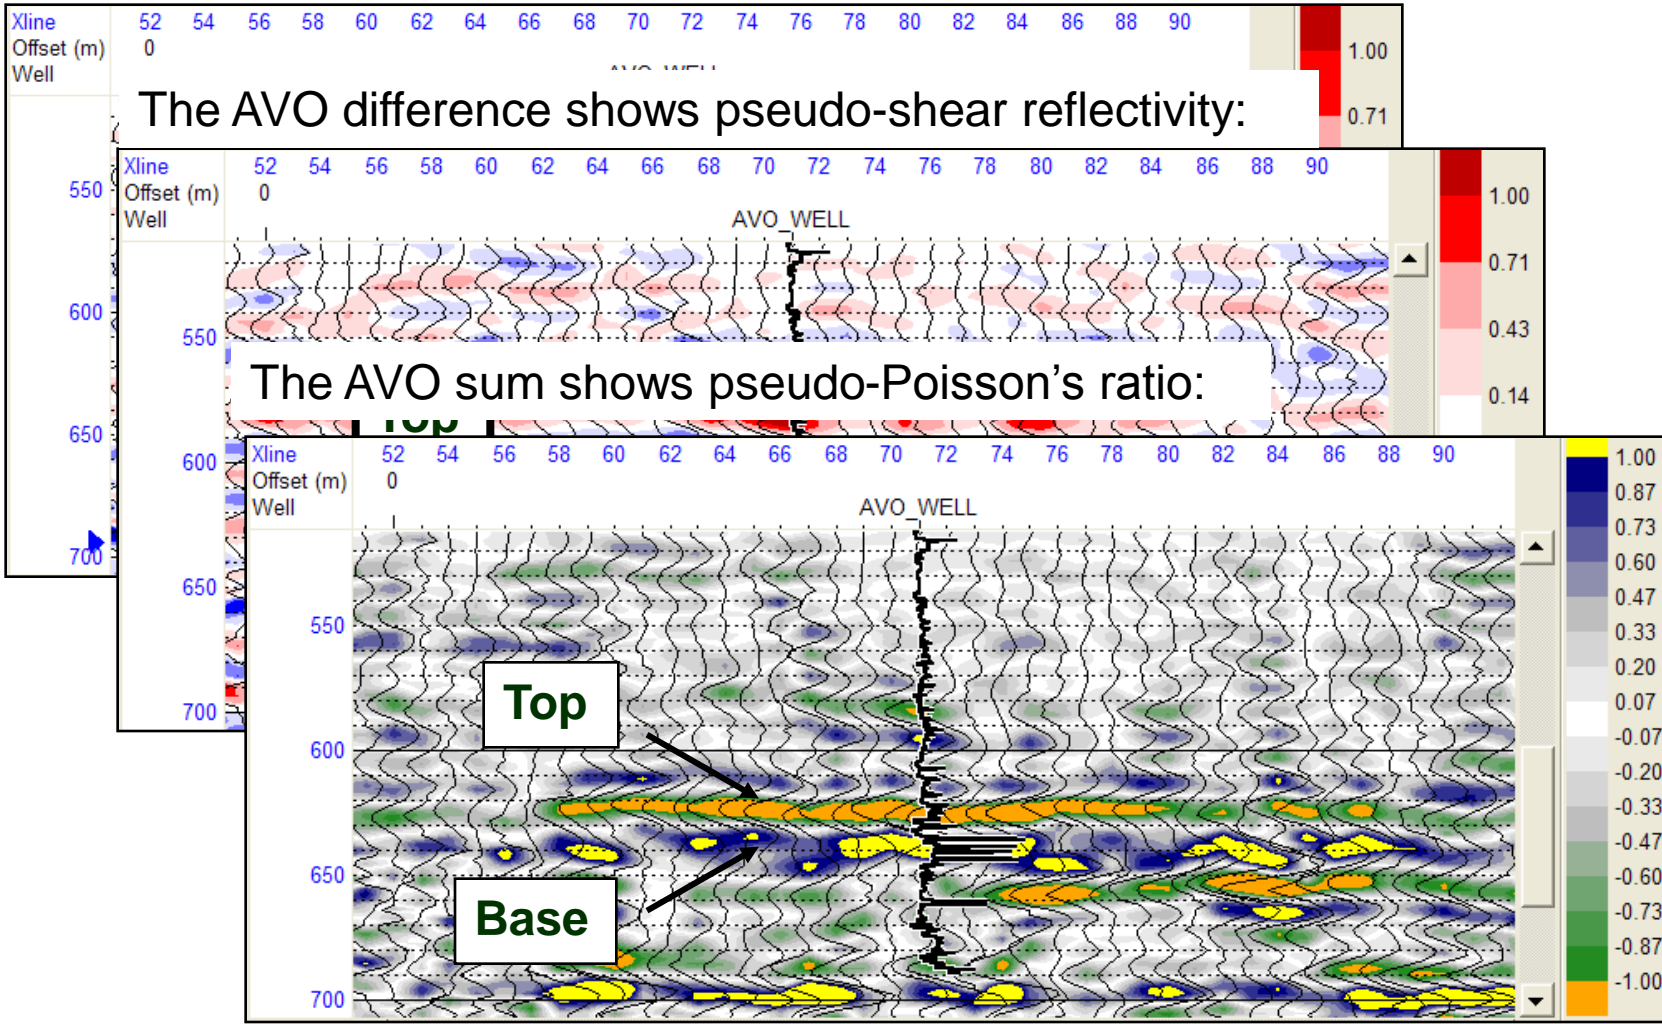 Xline 52 54 56 58 60 62 64 66 68 70 72 74 76 78 80 82 84 86 88 90
Offset (m) 0
Well
AVO_WELL
1.00
0.71
550
600
650
700
The AVO difference shows pseudo-shear reflectivity:
Xline 52 54 56 58 60 62 64 66 68 70 72 74 76 78 80 82 84 86 88 90
Offset (m) 0
Well
AVO_WELL
1.00
0.71
0.43
0.14
550
600
650
700
The AVO sum shows pseudo-Poisson’s ratio:
Top
Xline 52 54 56 58 60 62 64 66 68 70 72 74 76 78 80 82 84 86 88 90
Offset (m) 0
Well
AVO_WELL
550
600
650
700
Top
Base
1.00
0.87
0.73
0.60
0.47
0.33
0.20
0.07
-0.07
-0.20
-0.33
-0.47
-0.60
-0.73
-0.87
-1.00